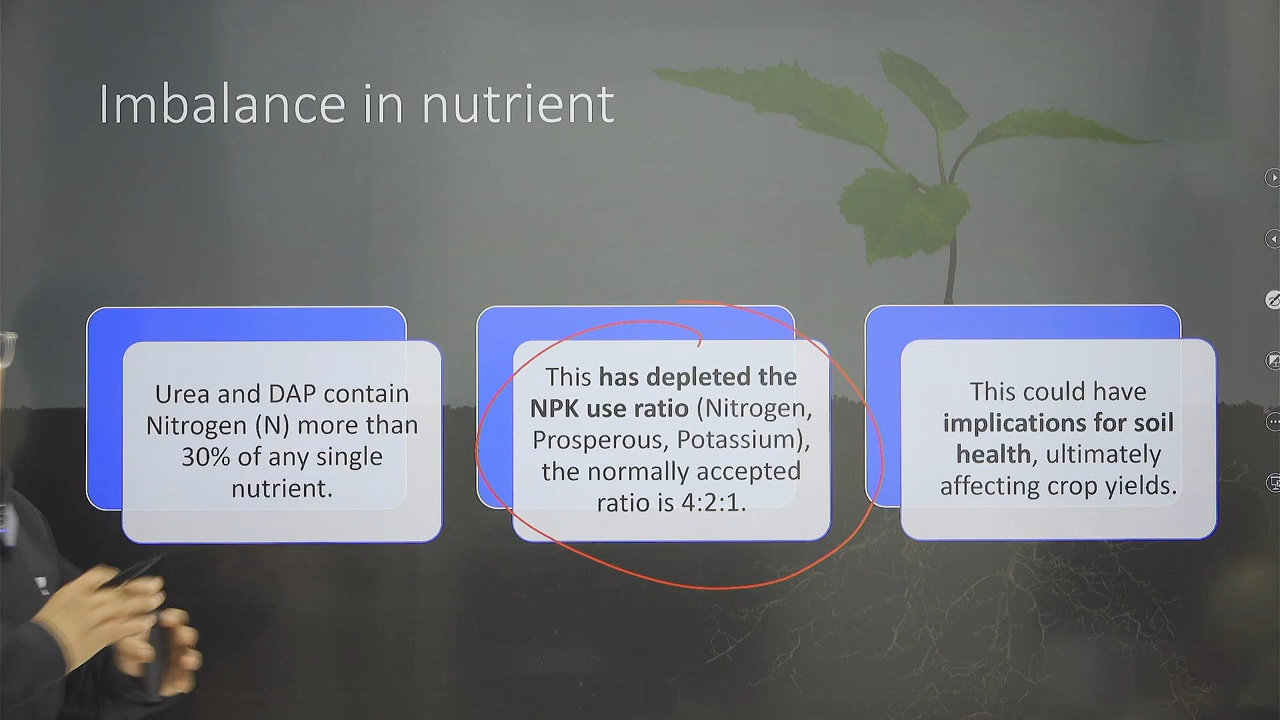 Imbalance in nutrient
Urea and DAP contain
Nitrogen (N) more than
30% of any single
nutrient.
This has depleted the
NPK use ratio (Nitrogen,
Prosperous, Potassium),
the normally accepted
ratio is 4:2:1.
This could have
implications for soil
health, ultimately
affecting crop yields.